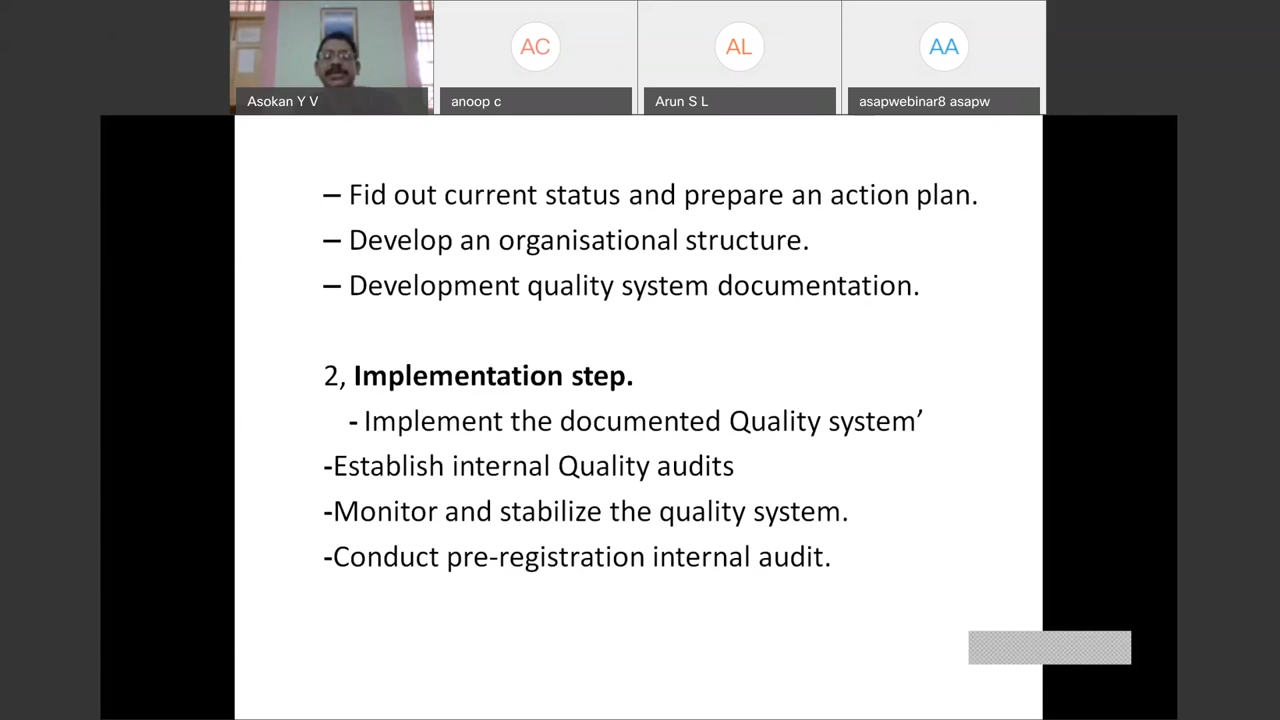 AC
AL
AA
Asokan Y V
anoop c
Arun S L
asapwebinar8 asapw
– Fid out current status and prepare an action plan.
– Develop an organisational structure.
– Development quality system documentation.
2, Implementation step.
- Implement the documented Quality system’
-Establish internal Quality audits
-Monitor and stabilize the quality system.
-Conduct pre-registration internal audit.